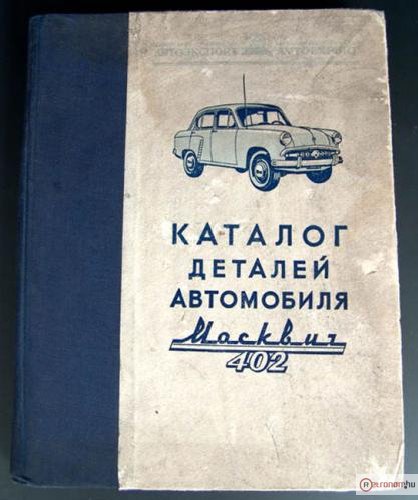 КАТАЛОГ
ДЕТАЛЕЙ
АВТОМОБИЛЯ
Москвич
402